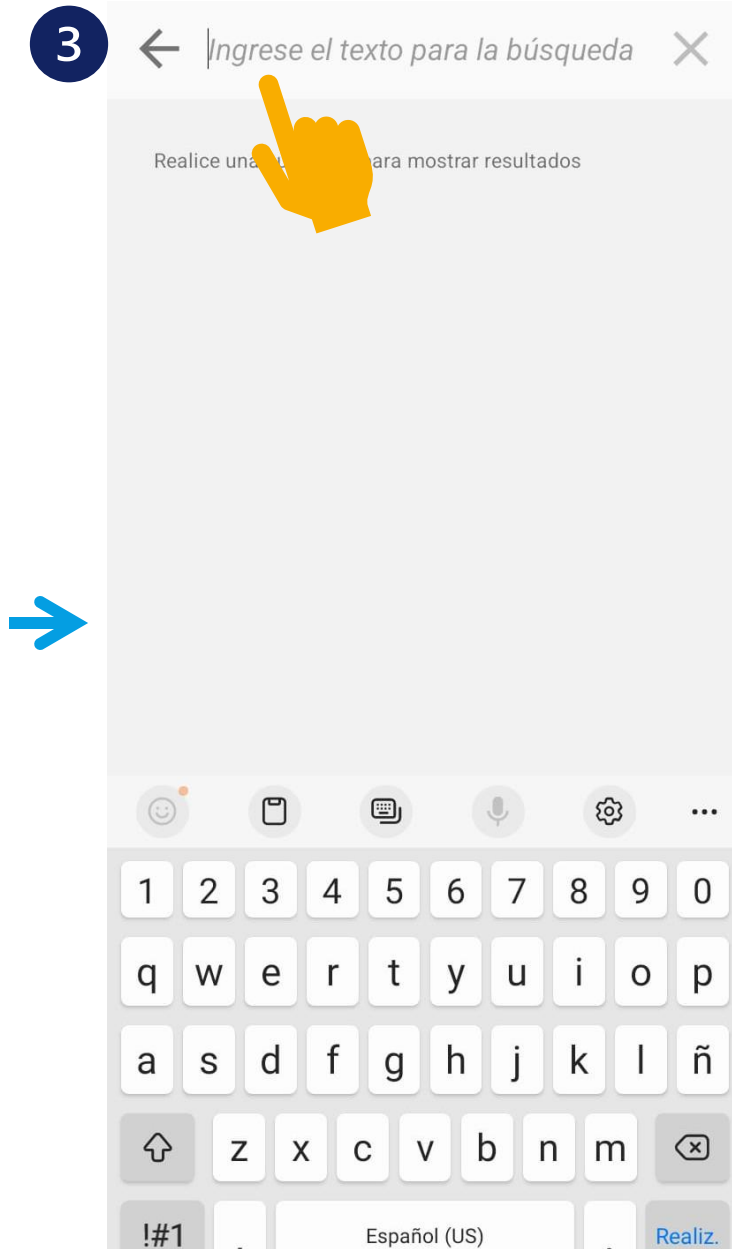 3
Ingrese el texto para la búsqueda
Realice una ara mostrar resultados
1 2 3 4 5 6 7 8 9 0
q w e r t y u i o p
a s d f g h j k l ñ
z x c v b n m
!#1 Español (US) Realiz.